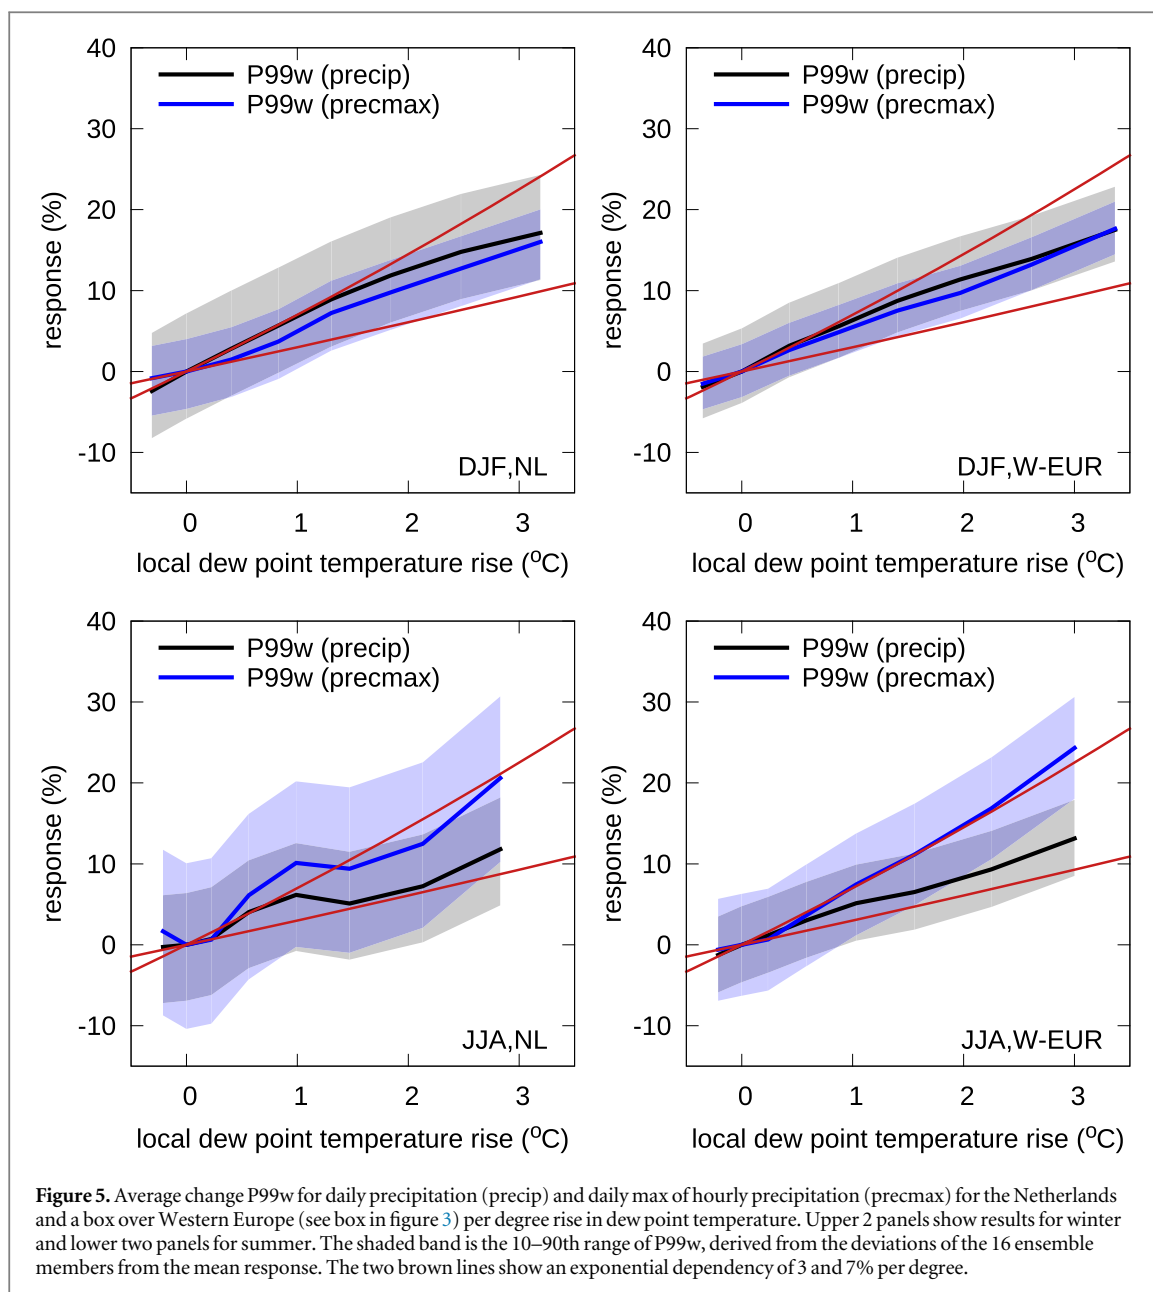 40
30
20
10
0
-10
response (%)
P99w (precip)
P99w (precmax)
DJF,NL
0 1 2 3
local dew point temperature rise (°C)
40
30
20
10
0
-10
response (%)
P99w (precip)
P99w (precmax)
DJF,W-EUR
0 1 2 3
local dew point temperature rise (°C)
40
30
20
10
0
-10
response (%)
P99w (precip)
P99w (precmax)
JJA,NL
0 1 2 3
local dew point temperature rise (°C)
40
30
20
10
0
-10
response (%)
P99w (precip)
P99w (precmax)
JJA,W-EUR
0 1 2 3
local dew point temperature rise (°C)
Figure 5. Average change P99w for daily precipitation (precip) and daily max of hourly precipitation (precmax) for the Netherlands
and a box over Western Europe (see box in figure 3) per degree rise in dew point temperature. Upper 2 panels show results for winter
and lower two panels for summer. The shaded band is the 10–90th range of P99w, derived from the deviations of the 16 ensemble
members from the mean response. The two brown lines show an exponential dependency of 3 and 7% per degree.